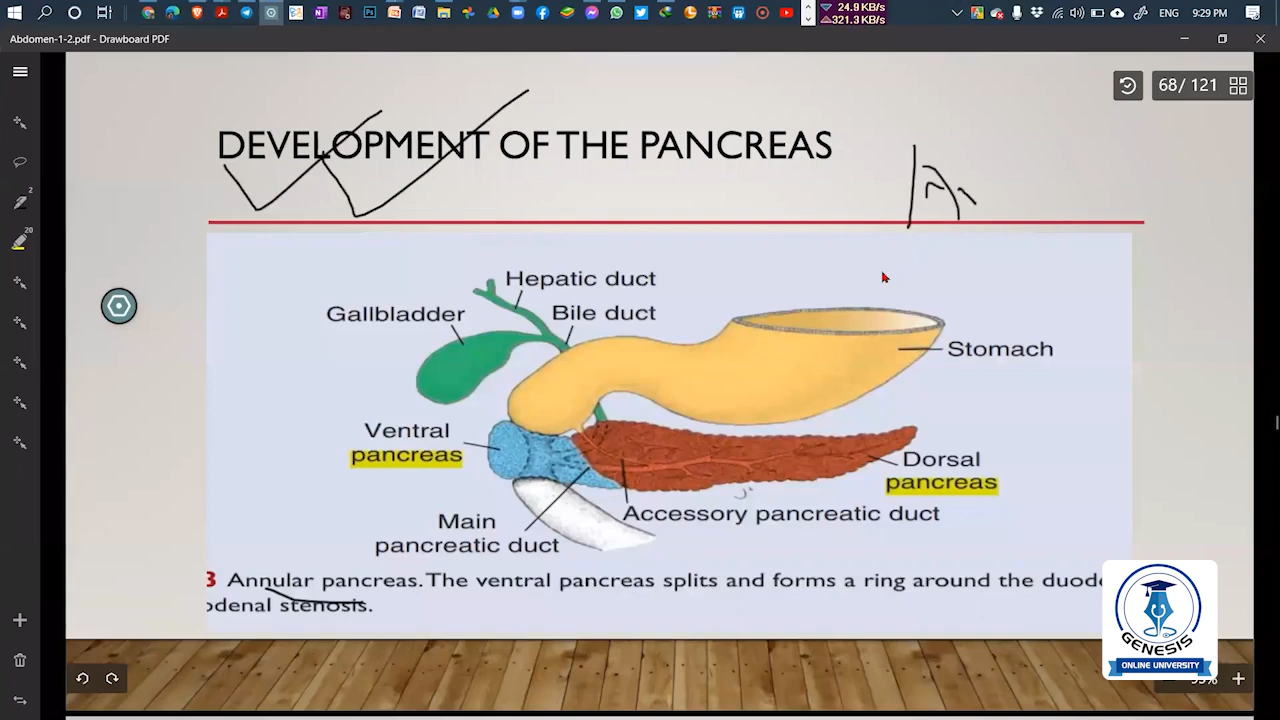 24.9 KB/s
321.3 KB/s
ENG
9:29 PM
Abdomen-1-2.pdf - Drawboard PDF
68/ 121
2
20
DEVELOPMENT OF THE PANCREAS
Hepatic duct
Gallbladder
Bile duct
Stomach
Ventral
pancreas
Dorsal
pancreas
Accessory pancreatic duct
Main
pancreatic duct
3 Annular pancreas. The ventral pancreas splits and forms a ring around the duode
odenal stenosis.
GENESIS
ONLINE UNIVERSITY